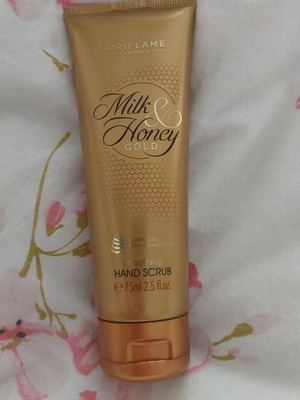 ORIFLAME
Milk &
Honey
GOLD
HAND SCRUB
℮75ml 2.5 fl.oz.